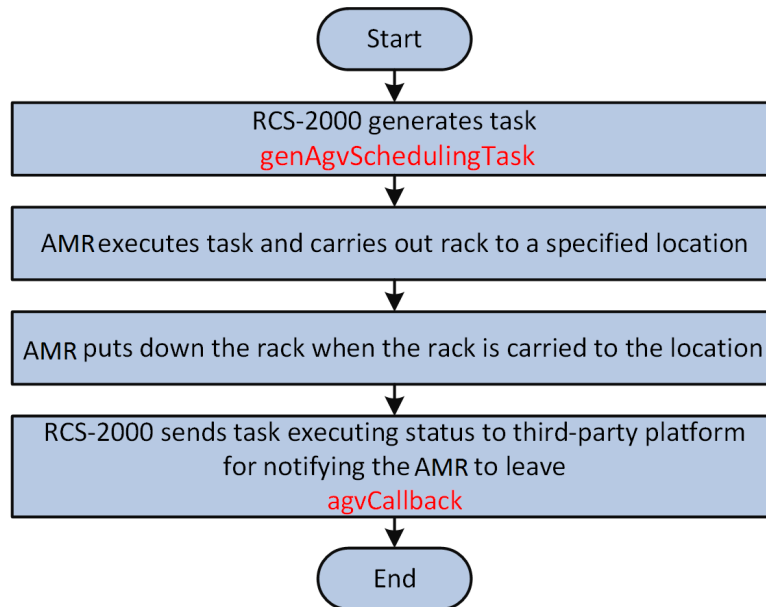 Start
RCS-2000 generates task
genAgvSchedulingTask
AMR executes task and carries out rack to a specified location
AMR puts down the rack when the rack is carried to the location
RCS-2000 sends task executing status to third-party platform
for notifying the AMR to leave
agvCallback
End